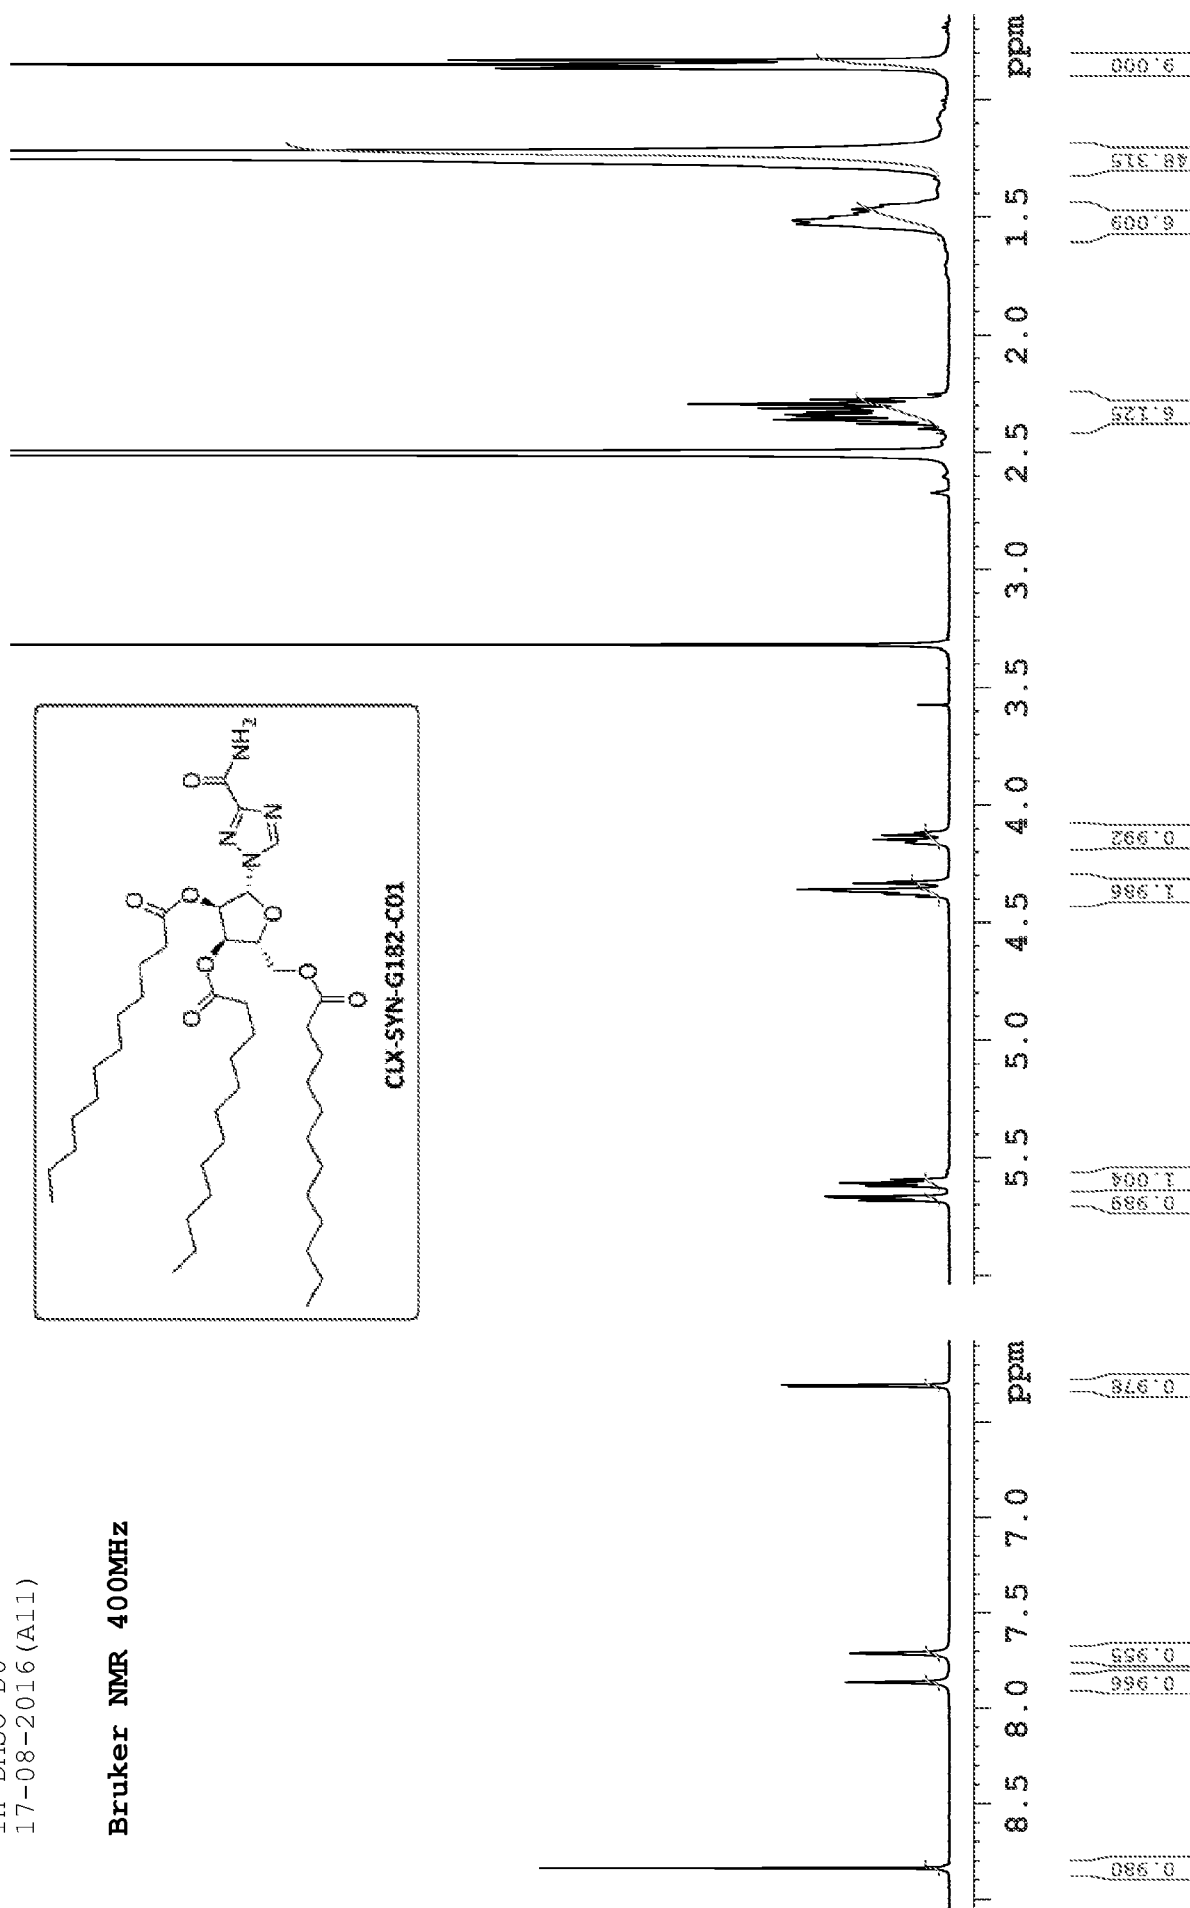 17-08-2016(A11)
Bruker NMR 400MHz
O
O
O
NH2
N
N
N
O
O
O
O
O
CLX-SYN-G182-C01
8.5 8.0 7.5 7.0 ppm 5.5 5.0 4.5 4.0 3.5 3.0 2.5 2.0 1.5 ppm
0.980 0.966 0.955 0.978 0.989 1.004 1.986 0.992 6.125 6.009 48.315 9.000